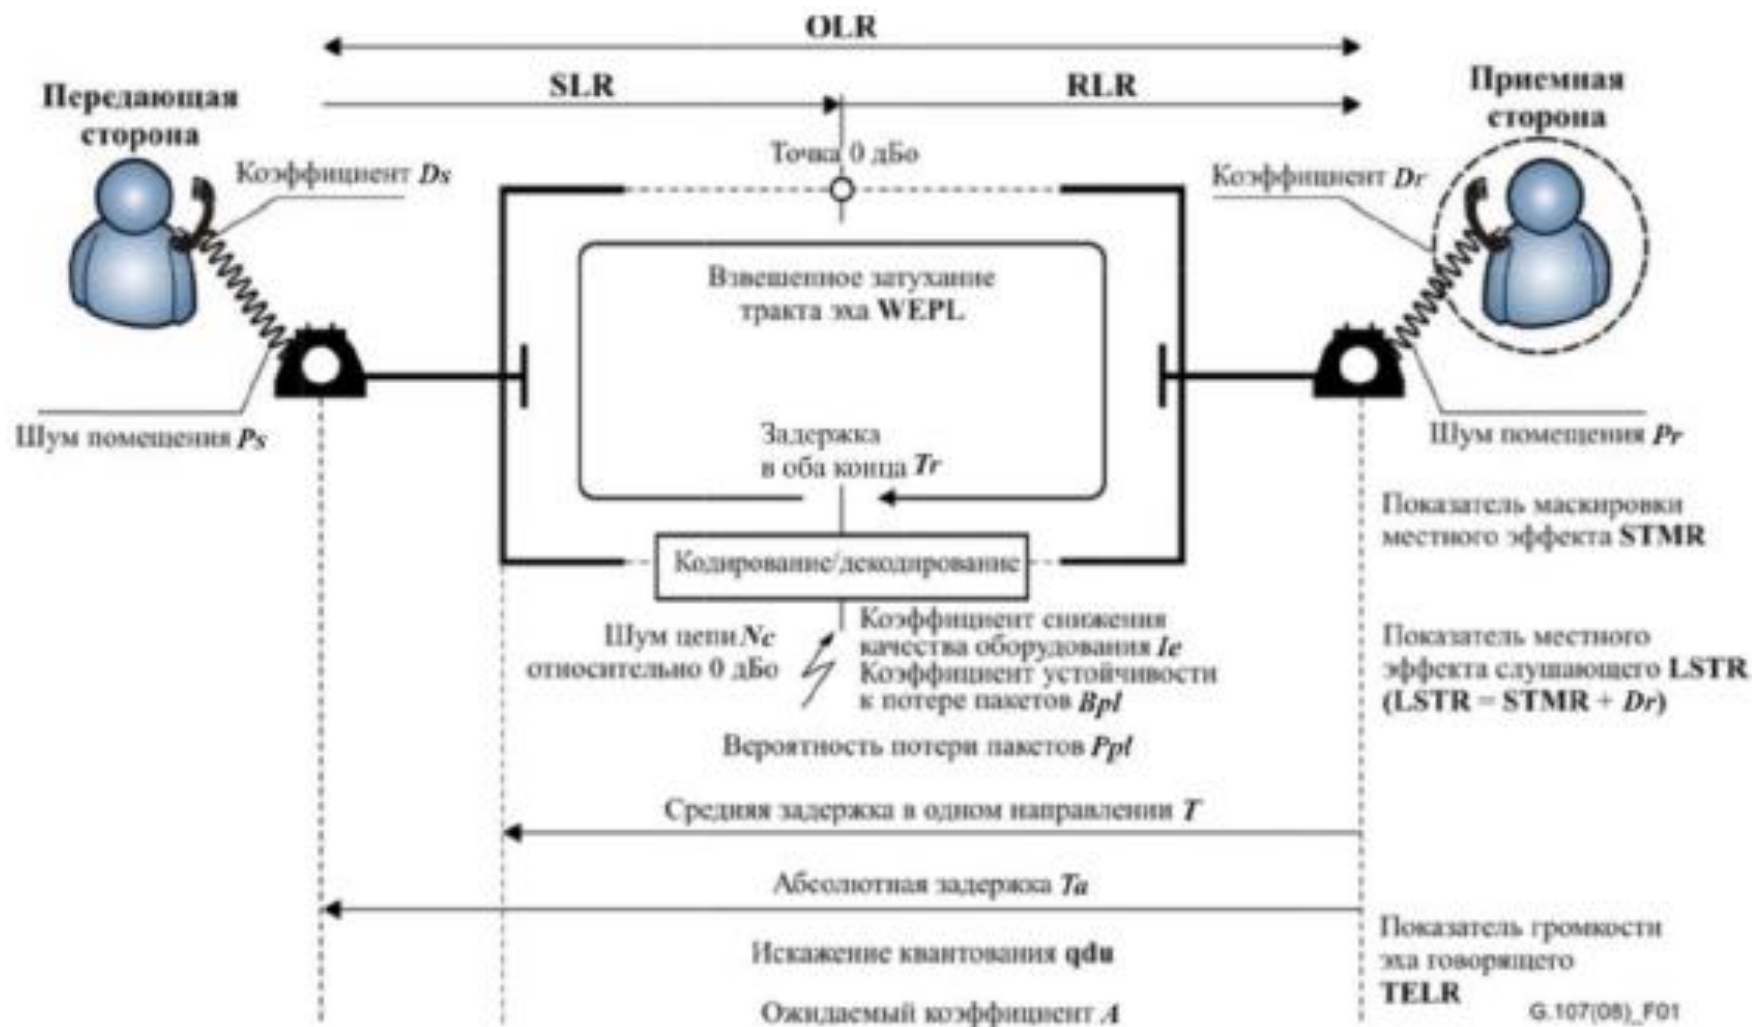 OLR
SLR
RLR
Передающая
сторона
Приемная
сторона
Точка 0 дБо
Коэффициент Ds
Коэффициент Dr
Взвешенное затухание
тракта эха WEPL
Шум помещения Ps
Шум помещения Pr
Задержка
в оба конца Tr
Показатель маскировки
местного эффекта STMR
Кодирование/декодирование
Шум цепи Nc
относительно 0 дБо
Коэффициент снижения
качества оборудования Ie
Коэффициент устойчивости
к потере пакетов Bpl
Показатель местного
эффекта слушающего LSTR
(LSTR = STMR + Dr)
Вероятность потери пакетов Ppl
Средняя задержка в одном направлении T
Абсолютная задержка Ta
Искажение квантования qdu
Показатель громкости
эха говорящего
TELR
Ожидаемый коэффициент A
G.107(08)_F01